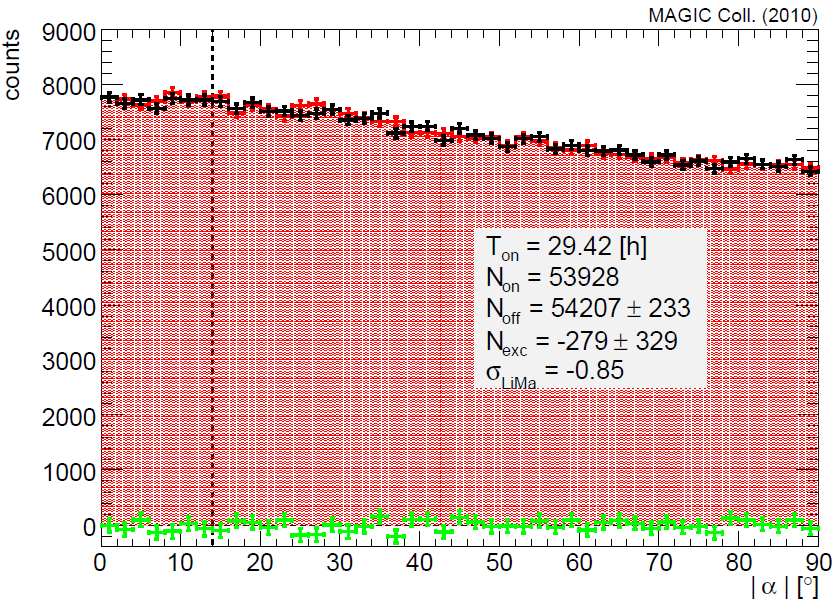 MAGIC Coll. (2010)
counts
9000
8000
7000
6000
5000
4000
3000
2000
1000
0
T_on = 29.42 [h]
N_on = 53928
N_off = 54207 ± 233
N_exc = -279 ± 329
σ_LiMa = -0.85
0 10 20 30 40 50 60 70 80 90
| α | [°]